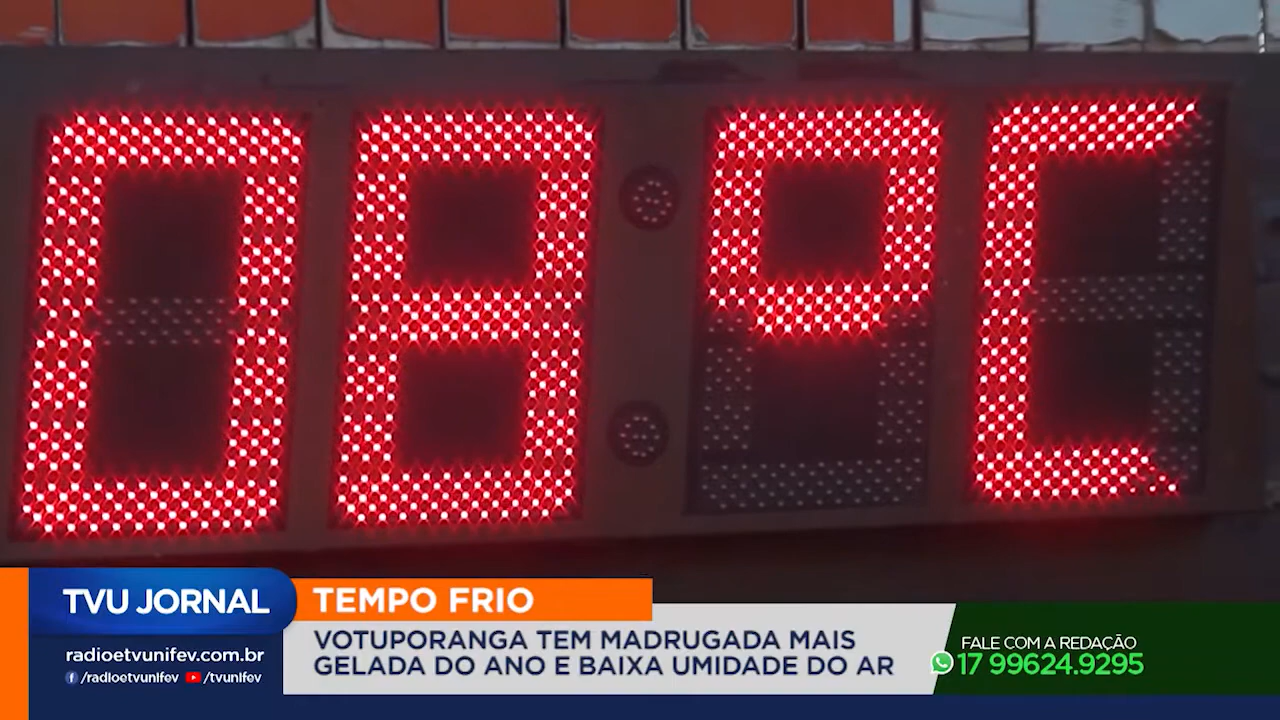 08ºC
TVU JORNAL
TEMPO FRIO
VOTUPORANGA TEM MADRUGADA MAIS
GELADA DO ANO E BAIXA UMIDADE DO AR
radioetvunifev.com.br
/radioetvunifev /tvunifev
FALE COM A REDAÇÃO
17 99624.9295